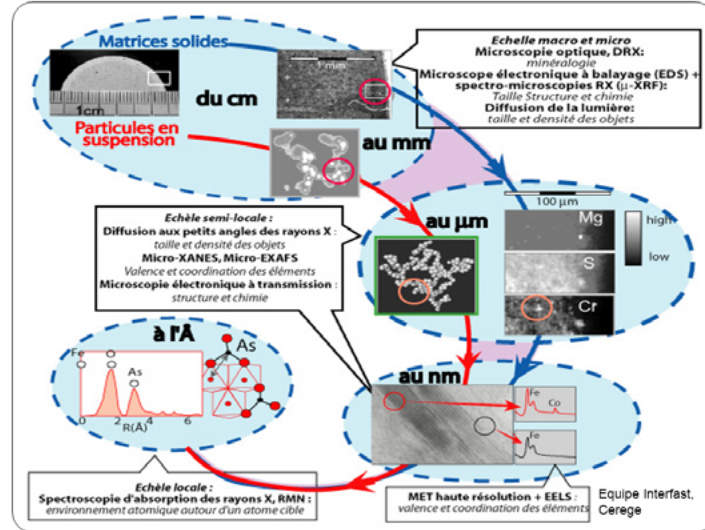 Matrices solides
1cm
du cm
1 mm
Particules en
suspension
au mm
Echelle macro et micro
Microscopie optique, DRX:
minéralogie
Microscope électronique à balayage (EDS) +
spectro-microscopies RX (µ-XRF):
Taille Structure et chimie
Diffusion de la lumière:
taille et densité des objets
Echèle semi-locale :
Diffusion aux petits angles des rayons X :
taille et densité des objets
Micro-XANES, Micro-EXAFS
Valence et coordination des éléments
Microscopie électronique à transmission :
structure et chimie
au µm
100 µm
Mg
S
Cr
high
low
à l'Å
Fe
As
As
0 2 4 6
R(Å)
au nm
Fe
Co
Fe
Echèle locale :
Spectroscopie d'absorption des rayons X, RMN :
environnement atomique autour d'un atome cible
MET haute résolution + EELS :
valence et coordination des éléments
Equipe Interfast,
Cerege